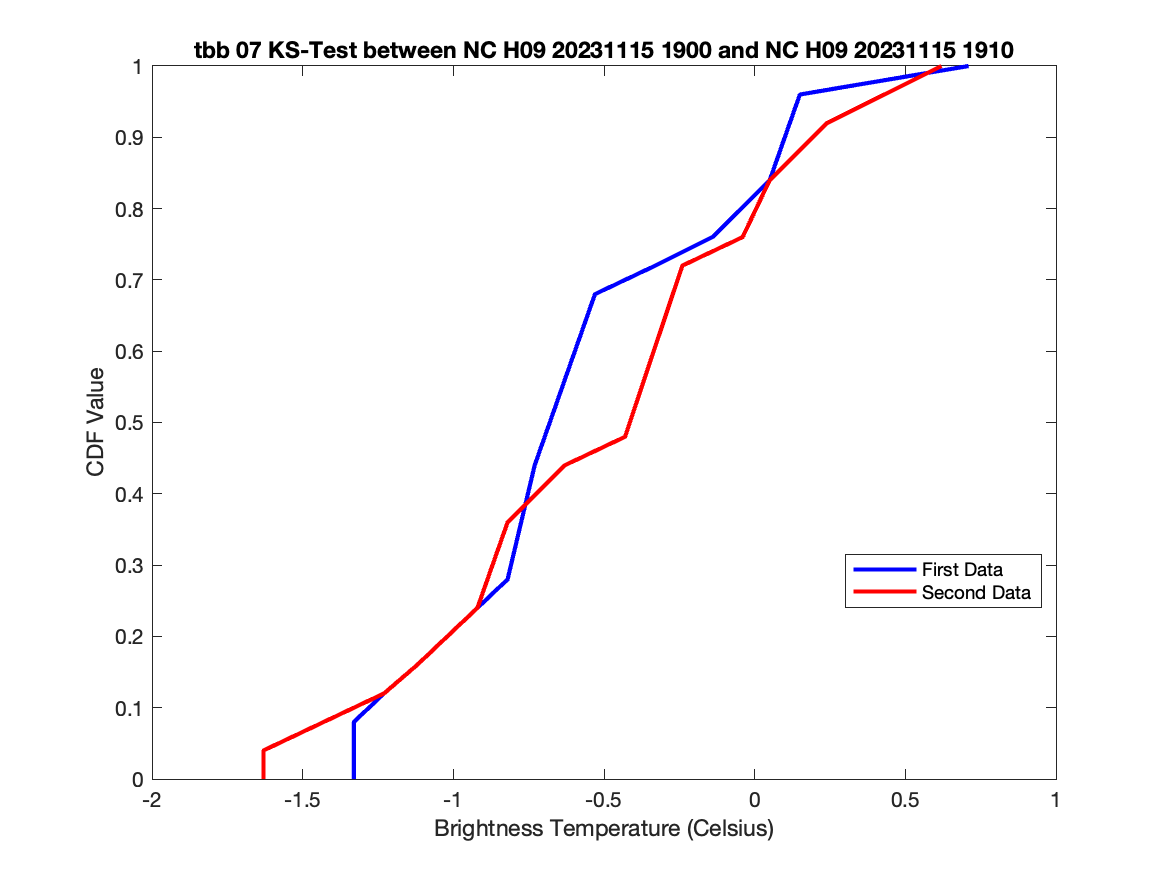 tbb 07 KS-Test between NC H09 20231115 1900 and NC H09 20231115 1910
1
0.9
0.8
0.7
0.6
0.5
0.4
0.3
0.2
0.1
0
CDF Value
First Data
Second Data
-2 -1.5 -1 -0.5 0 0.5 1
Brightness Temperature (Celsius)